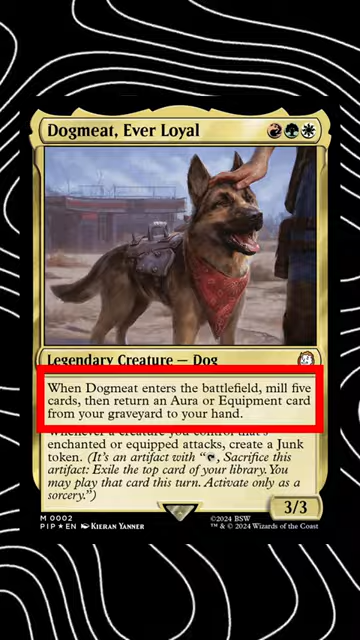 Dogmeat, Ever Loyal
Legendary Creature — Dog
When Dogmeat enters the battlefield, mill five
cards, then return an Aura or Equipment card
from your graveyard to your hand.
Whenever a creature you control that's
enchanted or equipped attacks, create a Junk
token. (It's an artifact with “T, Sacrifice this
artifact: Exile the top card of your library. You
may play that card this turn. Activate only as a
sorcery.”)
3/3
M 0002
PIP ★ EN KIERAN YANNER
©2024 BSW
™ & © 2024 Wizards of the Coast